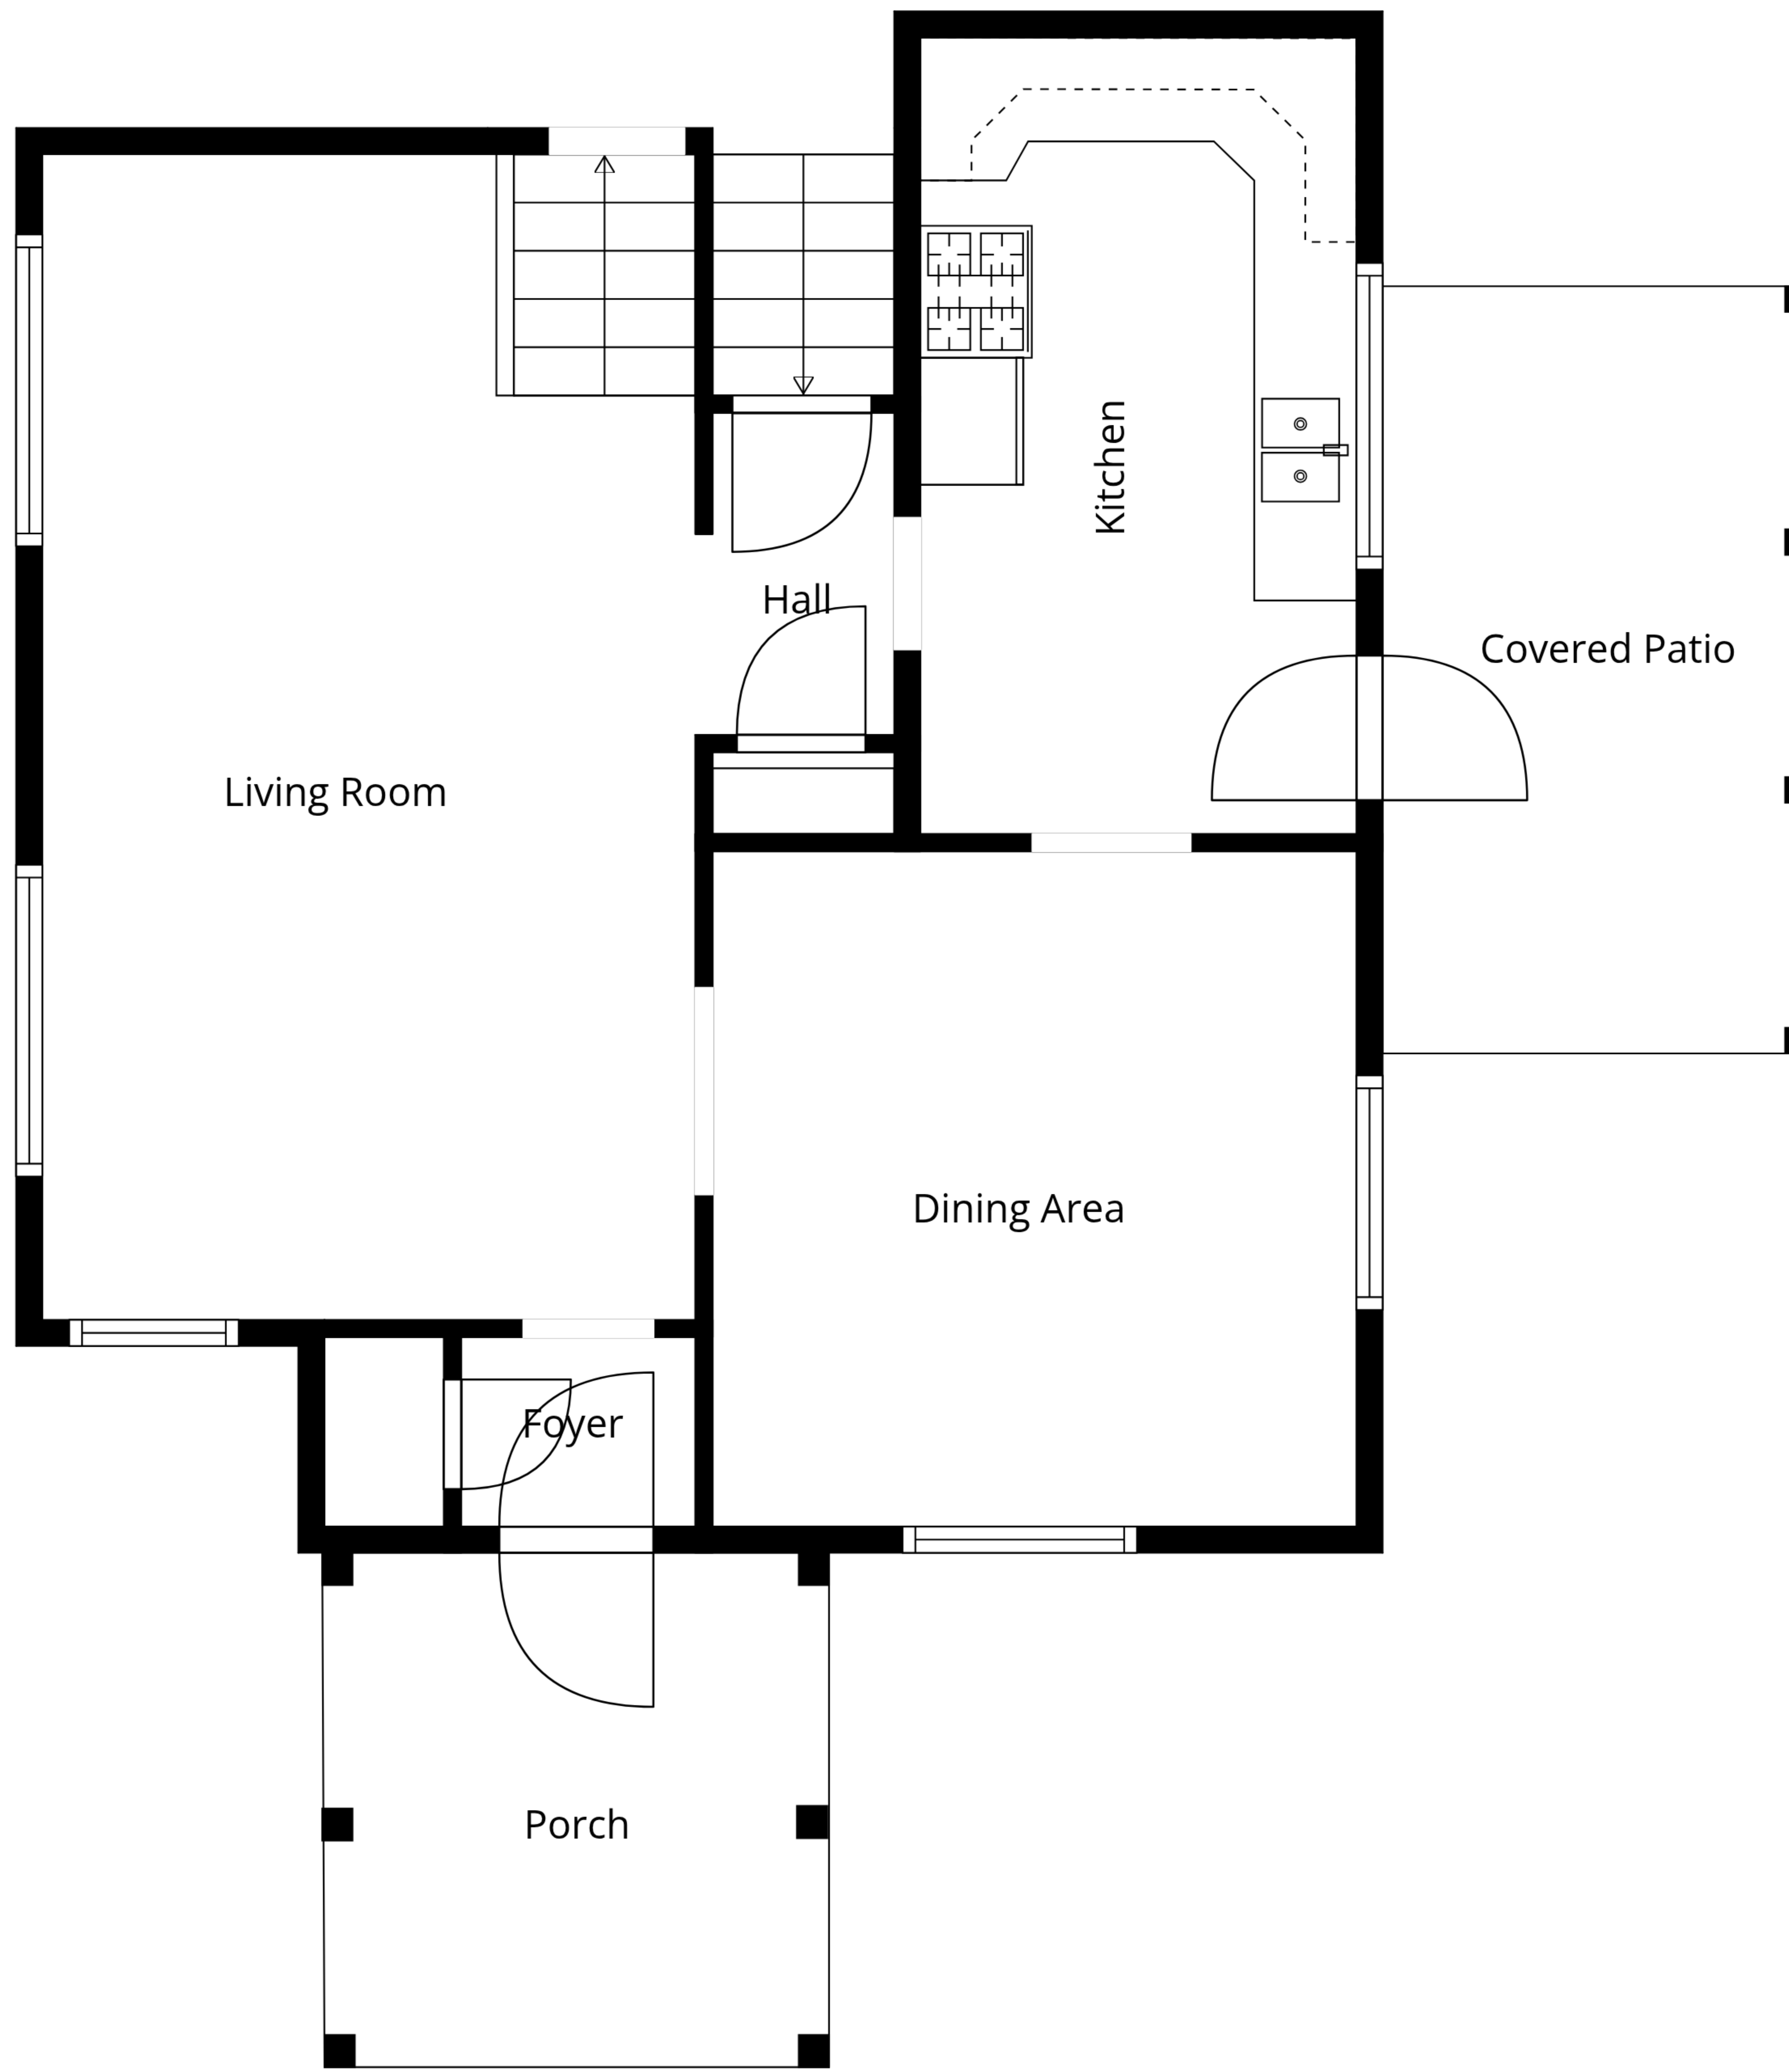 Kitchen
Hall
Covered Patio
Living Room
Dining Area
Foyer
Porch